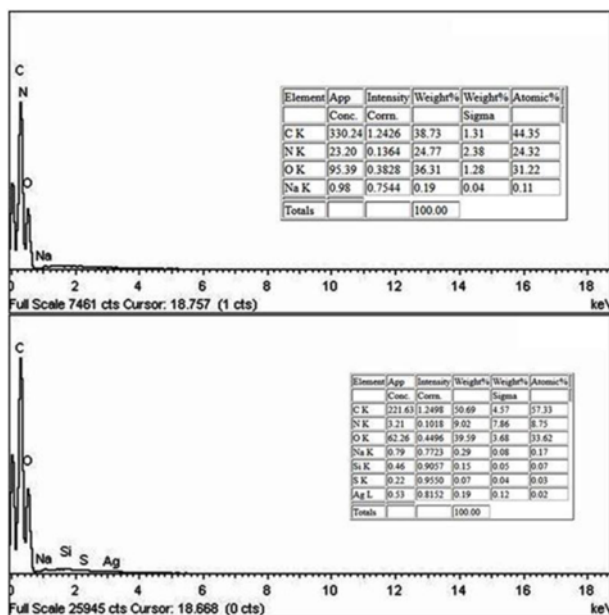 C
N
O
Na
Element App Intensity Weight% Weight% Atomic%
Conc. Corrn. Sigma
C K 330.24 1.2426 38.73 1.31 44.35
N K 23.20 0.1364 24.77 2.38 24.32
O K 95.39 0.3828 36.31 1.28 31.22
Na K 0.98 0.7544 0.19 0.04 0.11
Totals 100.00
0 2 4 6 8 10 12 14 16 18
Full Scale 7461 cts Cursor: 18.757 (1 cts) keV
C
O
Na Si S Ag
Element App Intensity Weight% Weight% Atomic%
Conc. Corrn. Sigma
C K 221.63 1.2498 50.69 4.57 57.33
N K 3.21 0.1018 9.02 7.86 8.75
O K 62.26 0.4496 39.59 3.68 33.62
Na K 0.79 0.7723 0.29 0.08 0.17
Si K 0.46 0.9057 0.15 0.05 0.07
S K 0.22 0.9550 0.07 0.04 0.03
Ag L 0.53 0.8152 0.19 0.12 0.02
Totals 100.00
0 2 4 6 8 10 12 14 16 18
Full Scale 25945 cts Cursor: 18.668 (0 cts) keV